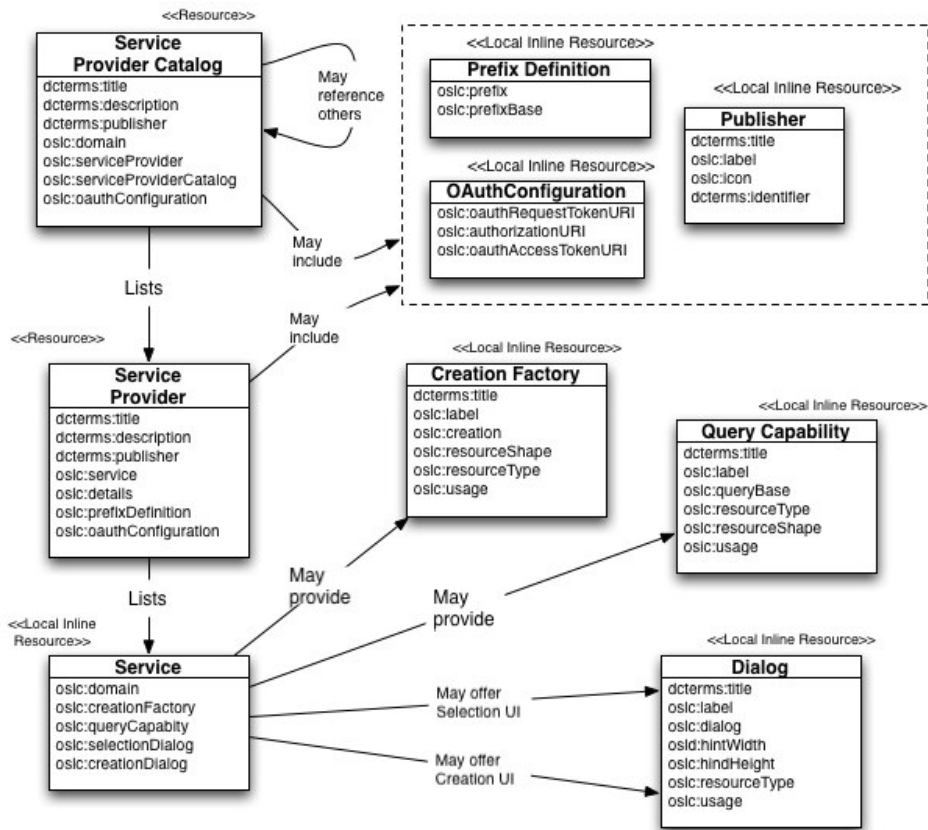 <<Resource>>
Service
Provider Catalog
dcterms:title
dcterms:description
dcterms:publisher
oslc:domain
oslc:serviceProvider
oslc:serviceProviderCatalog
oslc:oauthConfiguration
May
reference
others
<<Local Inline Resource>>
Prefix Definition
oslc:prefix
oslc:prefixBase
<<Local Inline Resource>>
Publisher
dcterms:title
oslc:label
oslc:icon
dcterms:identifier
<<Local Inline Resource>>
OAuthConfiguration
oslc:oauthRequestTokenURI
oslc:authorizationURI
oslc:oauthAccessTokenURI
May
include
Lists
May
include
<<Resource>>
Service
Provider
dcterms:title
dcterms:description
dcterms:publisher
oslc:service
oslc:details
oslc:prefixDefinition
oslc:oauthConfiguration
<<Local Inline Resource>>
Creation Factory
dcterms:title
oslc:label
oslc:creation
oslc:resourceShape
oslc:resourceType
oslc:usage
<<Local Inline Resource>>
Query Capability
dcterms:title
oslc:label
oslc:queryBase
oslc:resourceType
oslc:resourceShape
oslc:usage
Lists
May
provide
May
provide
<<Local Inline
Resource>>
Service
oslc:domain
oslc:creationFactory
oslc:queryCapabity
oslc:selectionDialog
oslc:creationDialog
May offer
Selection UI
May offer
Creation UI
<<Local Inline Resource>>
Dialog
dcterms:title
oslc:label
oslc:dialog
osld:hintWidth
oslc:hindHeight
oslc:resourceType
oslc:usage